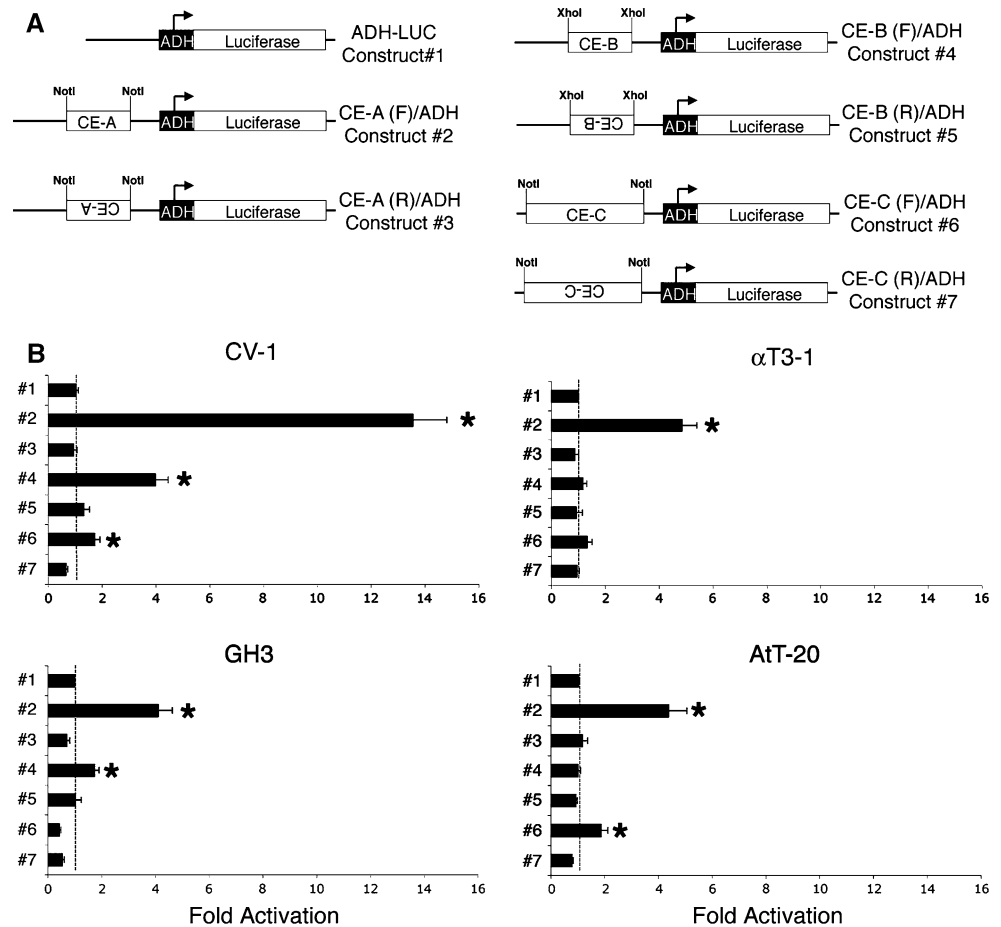 A
ADH
Luciferase
ADH-LUC
Construct#1
NotI
NotI
CE-A
ADH
Luciferase
CE-A (F)/ADH
Construct #2
NotI
NotI
CE-A
ADH
Luciferase
CE-A (R)/ADH
Construct #3
XhoI
XhoI
CE-B
ADH
Luciferase
CE-B (F)/ADH
Construct #4
XhoI
XhoI
CE-B
ADH
Luciferase
CE-B (R)/ADH
Construct #5
NotI
NotI
CE-C
ADH
Luciferase
CE-C (F)/ADH
Construct #6
NotI
NotI
CE-C
ADH
Luciferase
CE-C (R)/ADH
Construct #7
B
CV-1
#1
#2
*
#3
#4
*
#5
#6
*
#7
0 2 4 6 8 10 12 14 16
αT3-1
#1
#2
*
#3
#4
#5
#6
#7
0 2 4 6 8 10 12 14 16
GH3
#1
#2
*
#3
#4
*
#5
#6
#7
0 2 4 6 8 10 12 14 16
Fold Activation
AtT-20
#1
#2
*
#3
#4
#5
#6
*
#7
0 2 4 6 8 10 12 14 16
Fold Activation